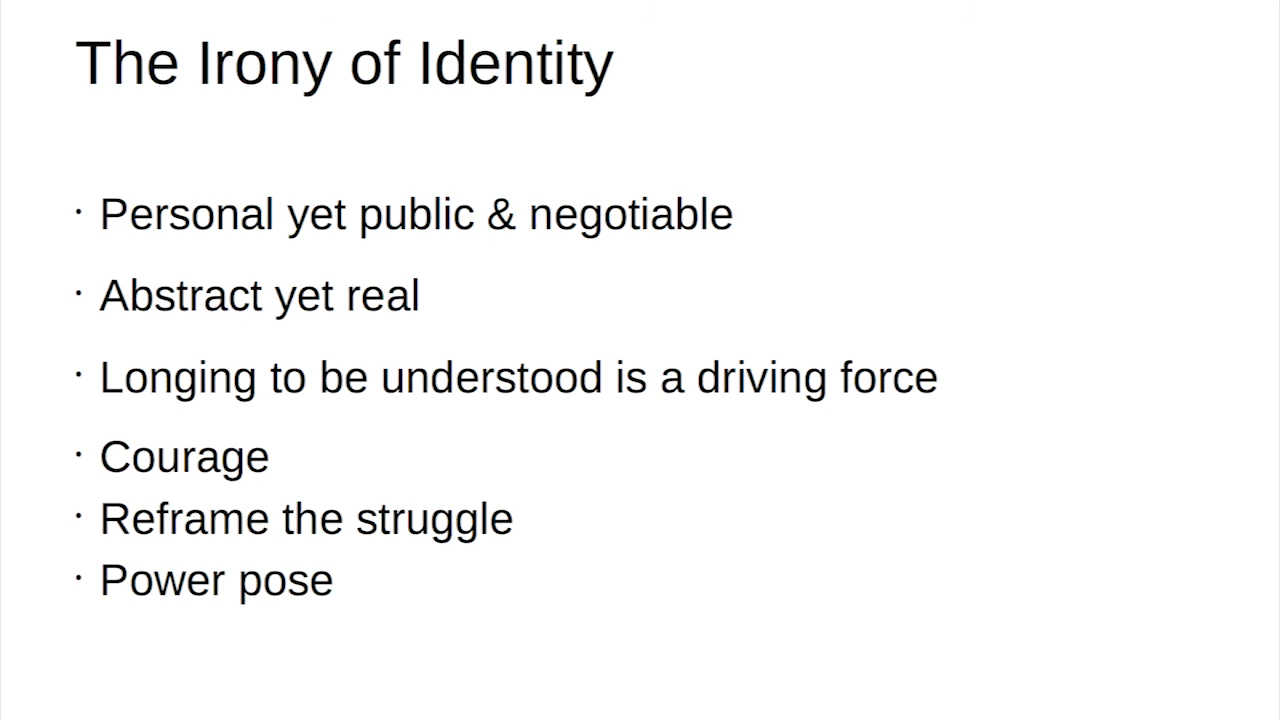 The Irony of Identity
· Personal yet public & negotiable
· Abstract yet real
· Longing to be understood is a driving force
· Courage
· Reframe the struggle
· Power pose